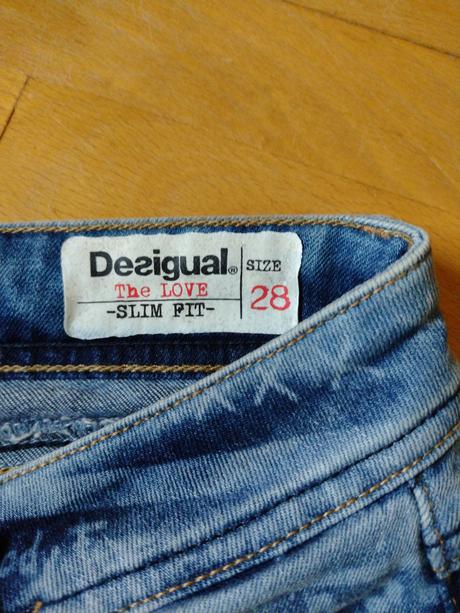 Desigual®
The LOVE
-SLIM FIT-
SIZE
28